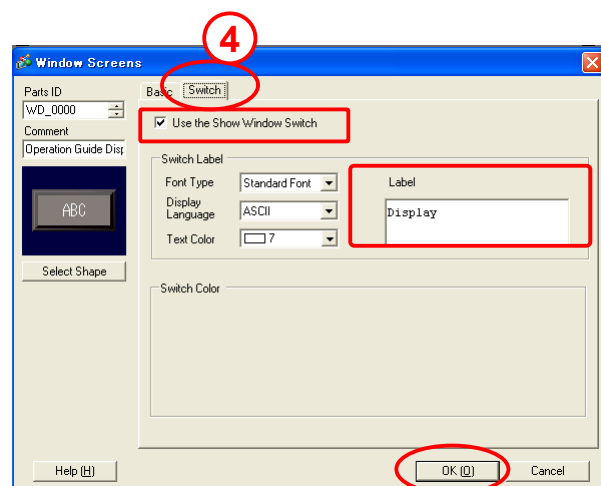 4
Window Screens
Parts ID
WD_0000
Comment
Operation Guide Disp
ABC
Select Shape
Basic
Switch
Use the Show Window Switch
Switch Label
Font Type
Standard Font
Display
Language
ASCII
Text Color
7
Label
Display
Switch Color
Help (H)
OK (O)
Cancel